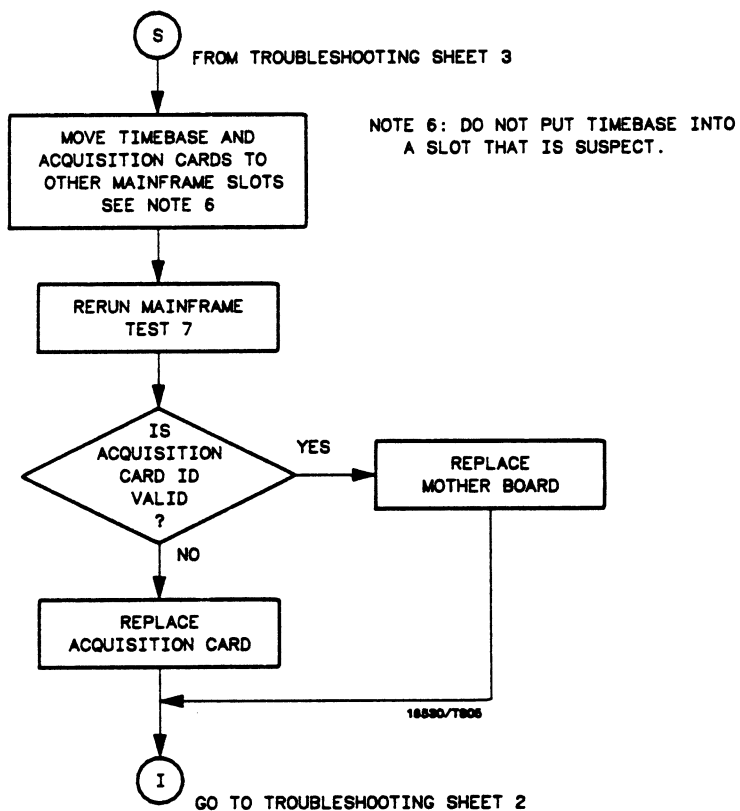 S
FROM TROUBLESHOOTING SHEET 3
MOVE TIMEBASE AND
ACQUISITION CARDS TO
OTHER MAINFRAME SLOTS
SEE NOTE 6
NOTE 6: DO NOT PUT TIMEBASE INTO
A SLOT THAT IS SUSPECT.
RERUN MAINFRAME
TEST 7
IS
ACQUISITION
CARD ID
VALID
?
YES
REPLACE
MOTHER BOARD
NO
REPLACE
ACQUISITION CARD
I
GO TO TROUBLESHOOTING SHEET 2